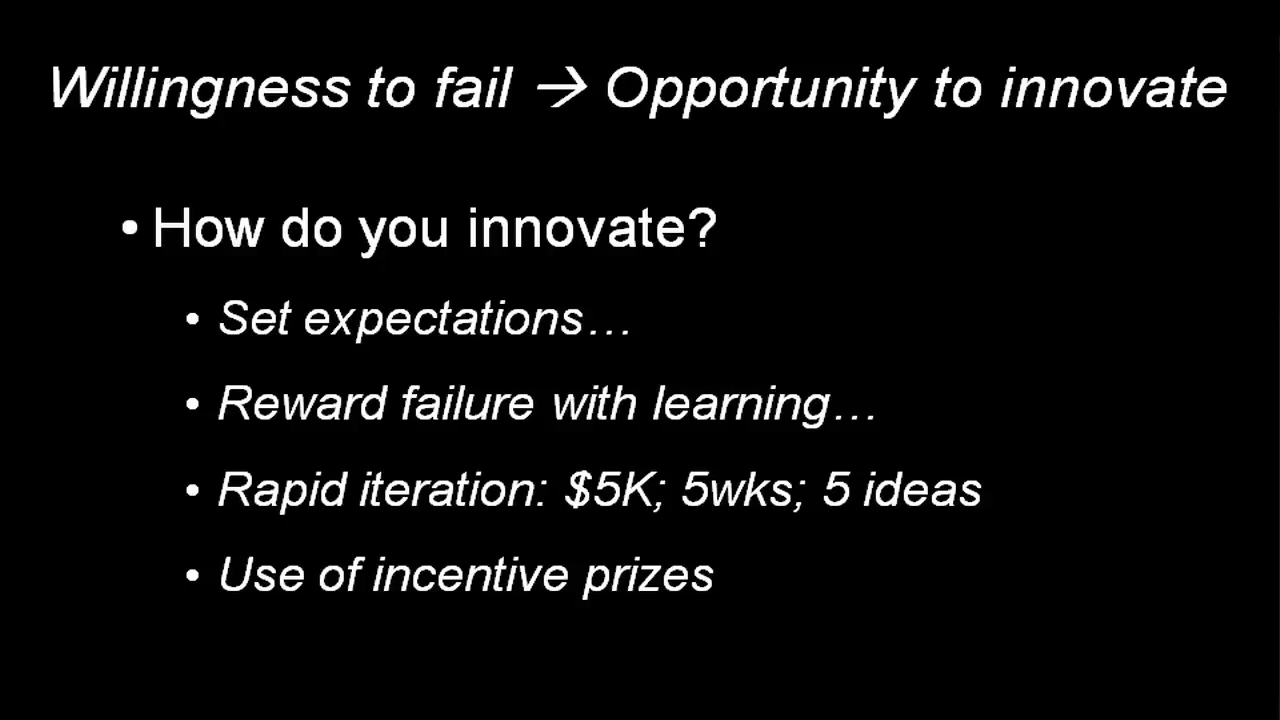 Willingness to fail → Opportunity to innovate
• How do you innovate?
• Set expectations…
• Reward failure with learning…
• Rapid iteration: $5K; 5wks; 5 ideas
• Use of incentive prizes